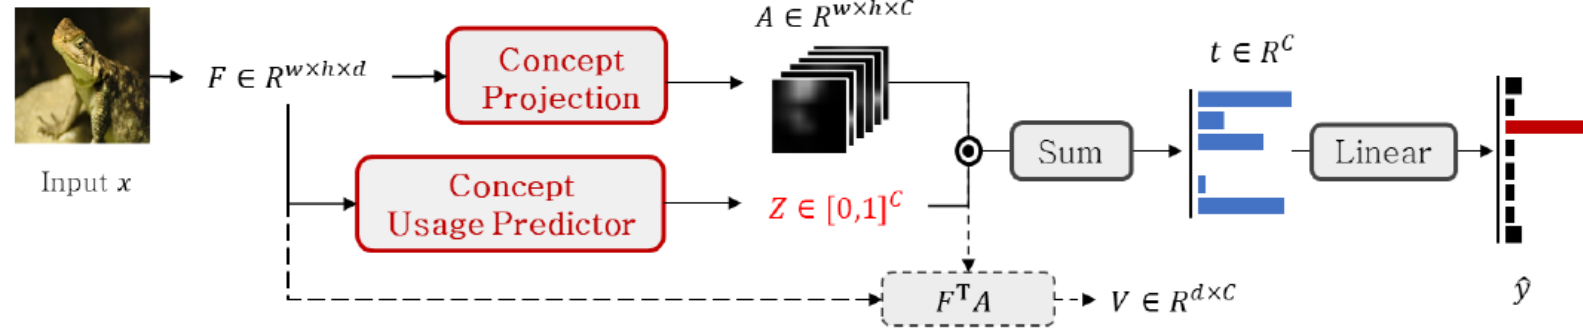 A ∈ R^{w×h×C}
t ∈ R^C
F ∈ R^{w×h×d}
Concept
Projection
Input x
Sum
Linear
Concept
Usage Predictor
Z ∈ [0,1]^C
F^T A
V ∈ R^{d×C}
ŷ